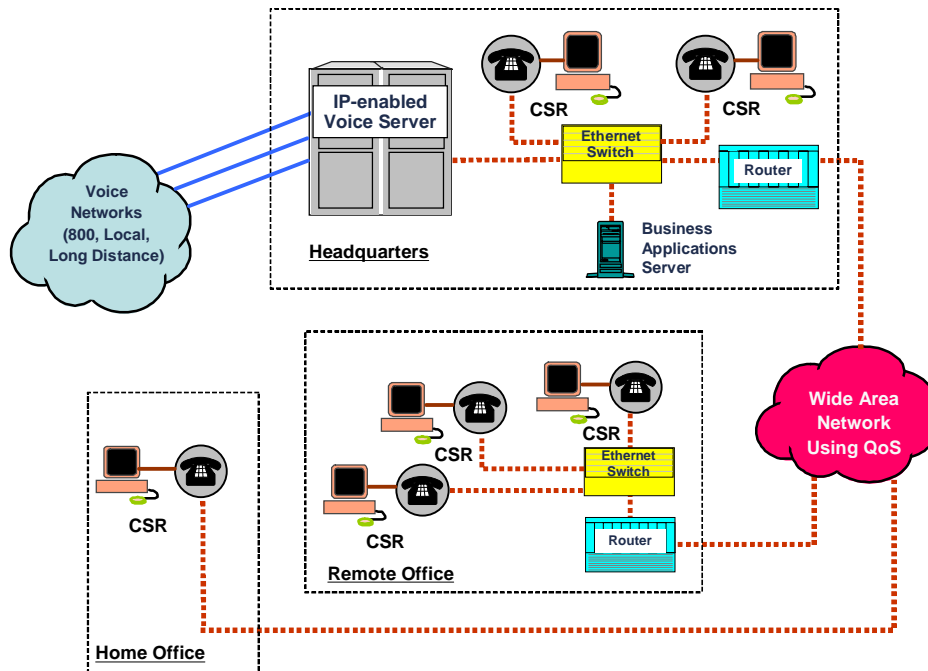 IP-enabled
Voice Server
CSR
CSR
Ethernet
Switch
Router
Voice
Networks
(800, Local,
Long Distance)
Headquarters
Business
Applications
Server
Wide Area
Network
Using QoS
CSR
CSR
Ethernet
Switch
CSR
Router
Remote Office
CSR
Home Office